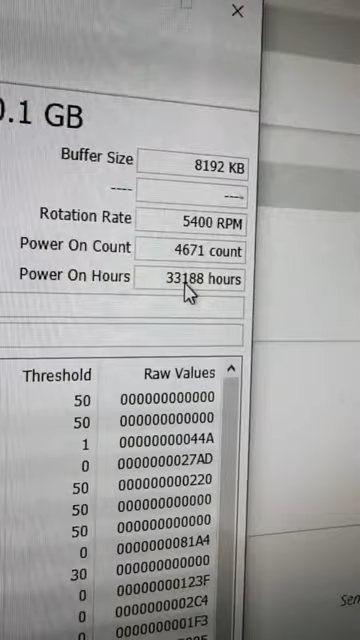 0.1 GB
Buffer Size 8192 KB
---- ----
Rotation Rate 5400 RPM
Power On Count 4671 count
Power On Hours 33188 hours
Threshold Raw Values
50 000000000000
50 000000000000
1 00000000044A
0 0000000027AD
50 000000000220
50 000000000000
50 000000000000
0 0000000081A4
30 000000000000
0 00000000123F
0 0000000002C4
0 0000000001F3